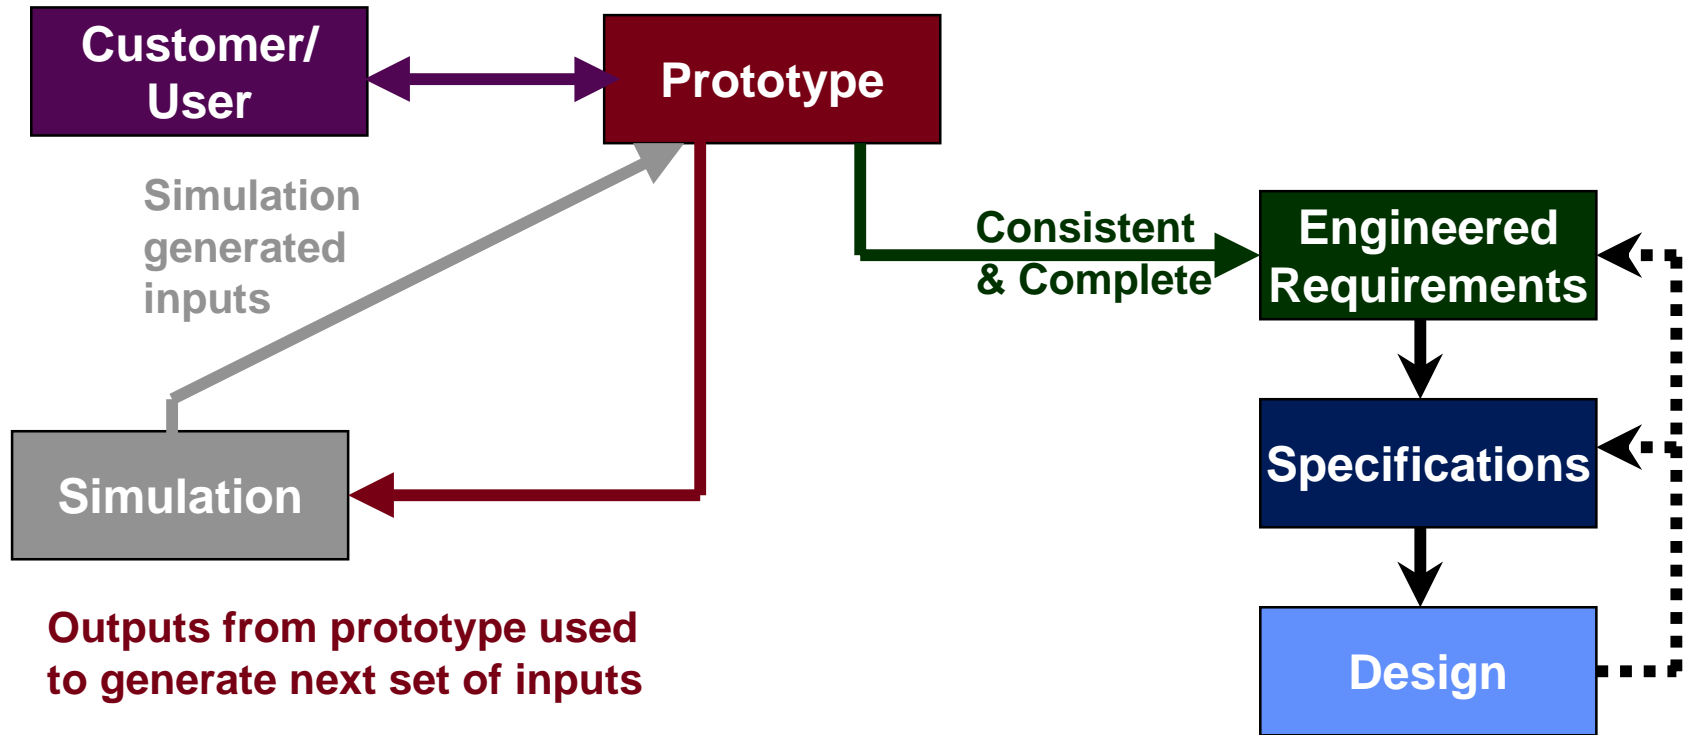 Customer/
User
Prototype
Simulation
generated
inputs
Consistent
& Complete
Engineered
Requirements
Simulation
Specifications
Outputs from prototype used
to generate next set of inputs
Design